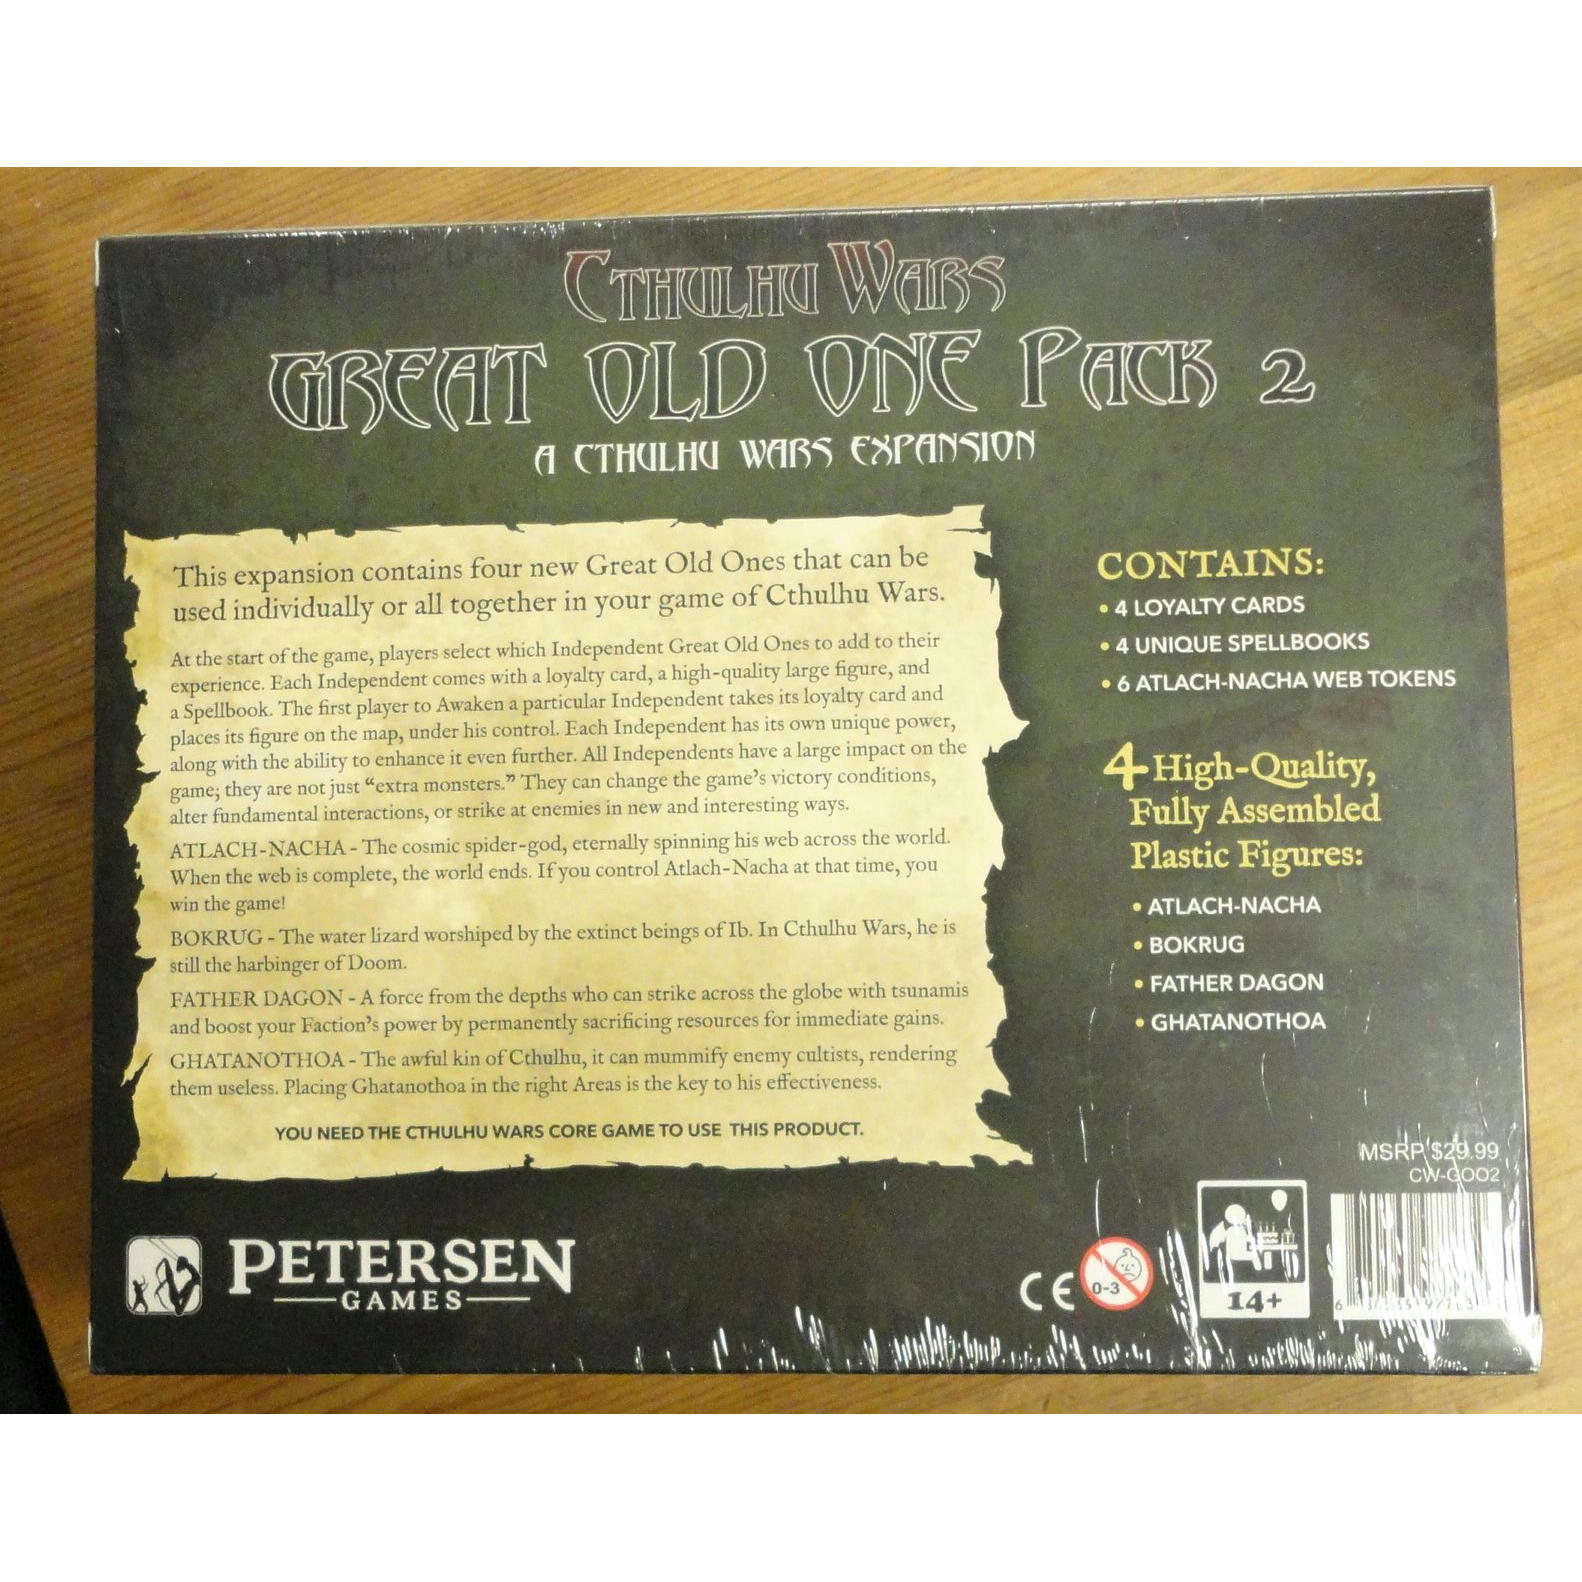 CTHULHU WARS
GREAT OLD ONE PACK 2
A CTHULHU WARS EXPANSION
This expansion contains four new Great Old Ones that can be
used individually or all together in your game of Cthulhu Wars.
At the start of the game, players select which Independent Great Old Ones to add to their
experience. Each Independent comes with a loyalty card, a high-quality large figure, and
a Spellbook. The first player to Awaken a particular Independent takes its loyalty card and
places its figure on the map, under his control. Each Independent has its own unique power,
along with the ability to enhance it even further. All Independents have a large impact on the
game; they are not just “extra monsters.” They can change the game’s victory conditions,
alter fundamental interactions, or strike at enemies in new and interesting ways.
ATLACH-NACHA - The cosmic spider-god, eternally spinning his web across the world.
When the web is complete, the world ends. If you control Atlach-Nacha at that time, you
win the game!
BOKRUG - The water lizard worshiped by the extinct beings of Ib. In Cthulhu Wars, he is
still the harbinger of Doom.
FATHER DAGON - A force from the depths who can strike across the globe with tsunamis
and boost your Faction’s power by permanently sacrificing resources for immediate gains.
GHATANOTHOA - The awful kin of Cthulhu, it can mummify enemy cultists, rendering
them useless. Placing Ghatanothoa in the right Areas is the key to his effectiveness.
YOU NEED THE CTHULHU WARS CORE GAME TO USE THIS PRODUCT.
CONTAINS:
• 4 LOYALTY CARDS
• 4 UNIQUE SPELLBOOKS
• 6 ATLACH-NACHA WEB TOKENS
4 High-Quality,
Fully Assembled
Plastic Figures:
• ATLACH-NACHA
• BOKRUG
• FATHER DAGON
• GHATANOTHOA
MSRP $29.99
CW-GOO2
PETERSEN
GAMES
CE
0-3
14+